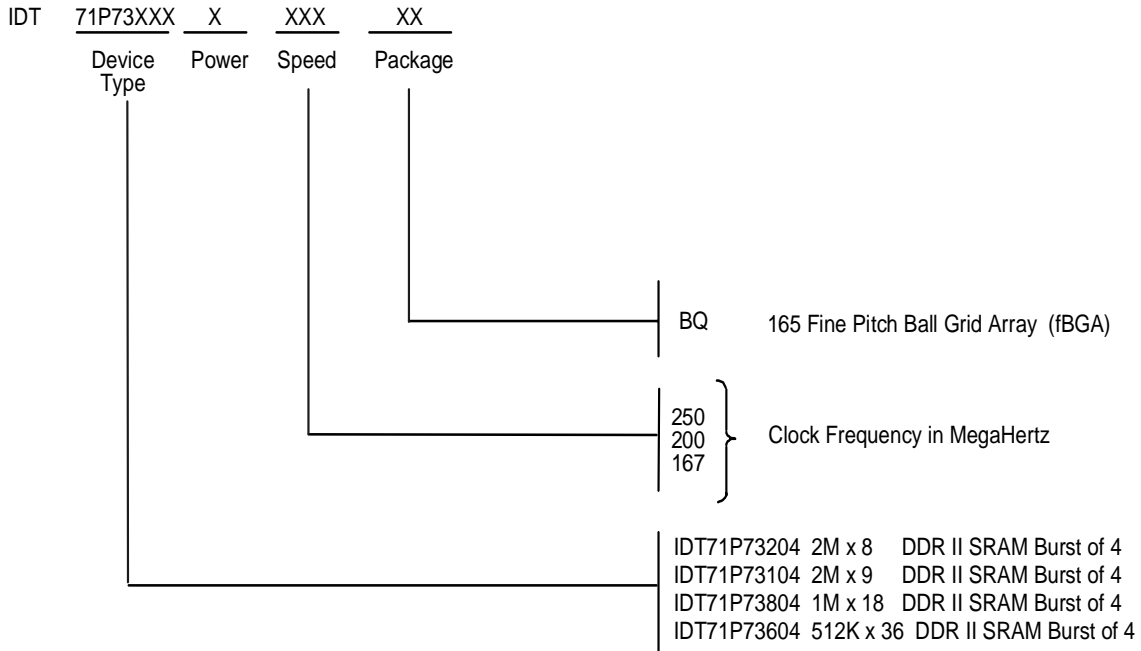 IDT 71P73XXX X XXX XX
Device Type Power Speed Package
BQ 165 Fine Pitch Ball Grid Array (fBGA)
250
200
167
Clock Frequency in MegaHertz
IDT71P73204 2M x 8 DDR II SRAM Burst of 4
IDT71P73104 2M x 9 DDR II SRAM Burst of 4
IDT71P73804 1M x 18 DDR II SRAM Burst of 4
IDT71P73604 512K x 36 DDR II SRAM Burst of 4